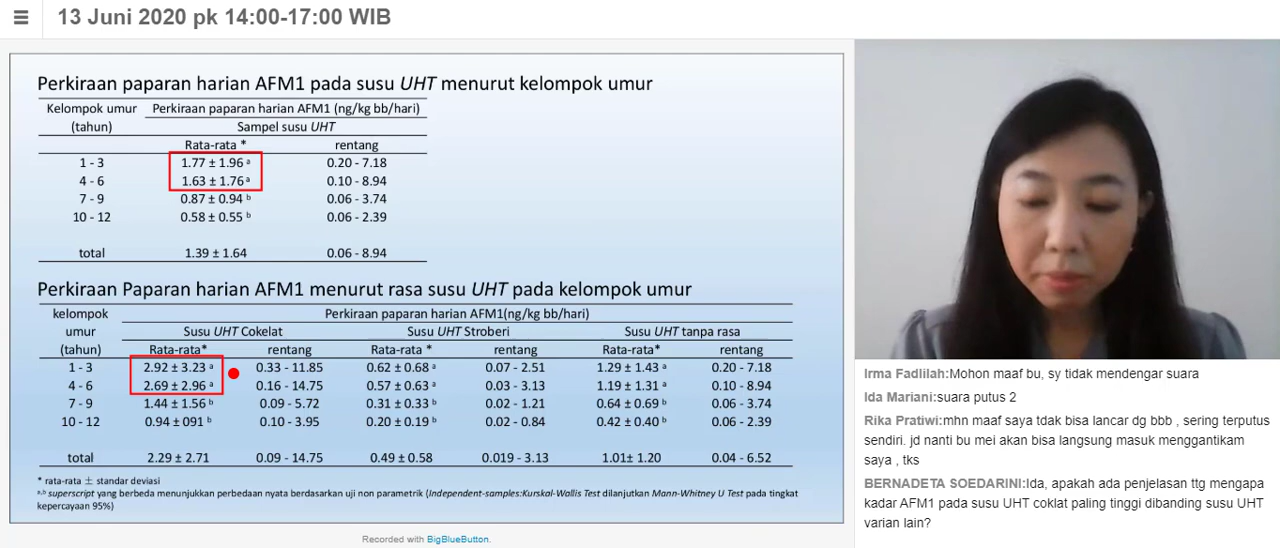 13 Juni 2020 pk 14:00-17:00 WIB
Perkiraan paparan harian AFM1 pada susu UHT menurut kelompok umur
Kelompok umur Perkiraan paparan harian AFM1 (ng/kg bb/hari)
(tahun) Sampel susu UHT
Rata-rata * rentang
1 - 3 1.77 ± 1.96 ᵃ 0.20 - 7.18
4 - 6 1.63 ± 1.76 ᵃ 0.10 - 8.94
7 - 9 0.87 ± 0.94 ᵇ 0.06 - 3.74
10 - 12 0.58 ± 0.55 ᵇ 0.06 - 2.39
total 1.39 ± 1.64 0.06 - 8.94
Perkiraan Paparan harian AFM1 menurut rasa susu UHT pada kelompok umur
kelompok Perkiraan paparan harian AFM1(ng/kg bb/hari)
umur Susu UHT Cokelat Susu UHT Stroberi Susu UHT tanpa rasa
(tahun) Rata-rata* rentang Rata-rata * rentang Rata-rata* rentang
1 - 3 2.92 ± 3.23 ᵃ 0.33 - 11.85 0.62 ± 0.68 ᵃ 0.07 - 2.51 1.29 ± 1.43 ᵃ 0.20 - 7.18
4 - 6 2.69 ± 2.96 ᵃ 0.16 - 14.75 0.57 ± 0.63 ᵃ 0.03 - 3.13 1.19 ± 1.31 ᵃ 0.10 - 8.94
7 - 9 1.44 ± 1.56 ᵇ 0.09 - 5.72 0.31 ± 0.33 ᵇ 0.02 - 1.21 0.64 ± 0.69 ᵇ 0.06 - 3.74
10 - 12 0.94 ± 091 ᵇ 0.10 - 3.95 0.20 ± 0.19 ᵇ 0.02 - 0.84 0.42 ± 0.40 ᵇ 0.06 - 2.39
total 2.29 ± 2.71 0.09 - 14.75 0.49 ± 0.58 0.019 - 3.13 1.01± 1.20 0.04 - 6.52
* rata-rata ± standar deviasi
ᵃ,ᵇ superscript yang berbeda menunjukkan perbedaan nyata berdasarkan uji non parametrik (Independent-samples:Kurskal-Wallis Test dilanjutkan Mann-Whitney U Test pada tingkat
kepercayaan 95%)
Recorded with BigBlueButton.
Irma Fadlilah:Mohon maaf bu, sy tidak mendengar suara
Ida Mariani:suara putus 2
Rika Pratiwi:mhn maaf saya tdak bisa lancar dg bbb , sering terputus
sendiri. jd nanti bu mei akan bisa langsung masuk menggantikam
saya , tks
BERNADETA SOEDARINI:Ida, apakah ada penjelasan ttg mengapa
kadar AFM1 pada susu UHT coklat paling tinggi dibanding susu UHT
varian lain?